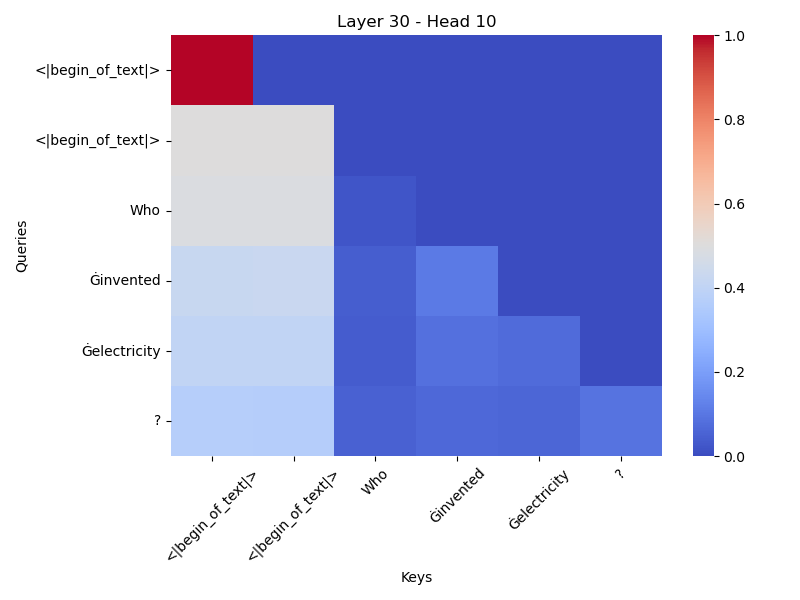 Layer 30 - Head 10
Queries
<|begin_of_text|>
<|begin_of_text|>
Who
Ġinvented
Ġelectricity
?
<|begin_of_text|>
<|begin_of_text|>
Who
Ġinvented
Ġelectricity
?
Keys
1.0
0.8
0.6
0.4
0.2
0.0